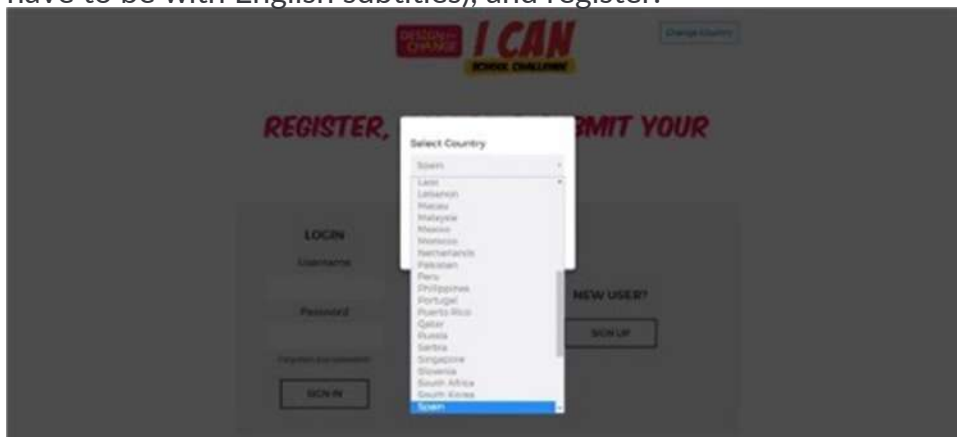 have to be with English subtitles), and register.
DESIGN for CHANGE
I CAN
SCHOOL CHALLENGE
Change Country
REGISTER, MIT YOUR
Select Country
Spain
Laos
Lebanon
Macau
Malaysia
Mexico
Morocco
Netherlands
Pakistan
Peru
Philippines
Portugal
Puerto Rico
Qatar
Russia
Serbia
Singapore
Slovenia
South Africa
South Korea
Spain
LOGIN
Username
Password
SIGN IN
NEW USER?
SIGN UP